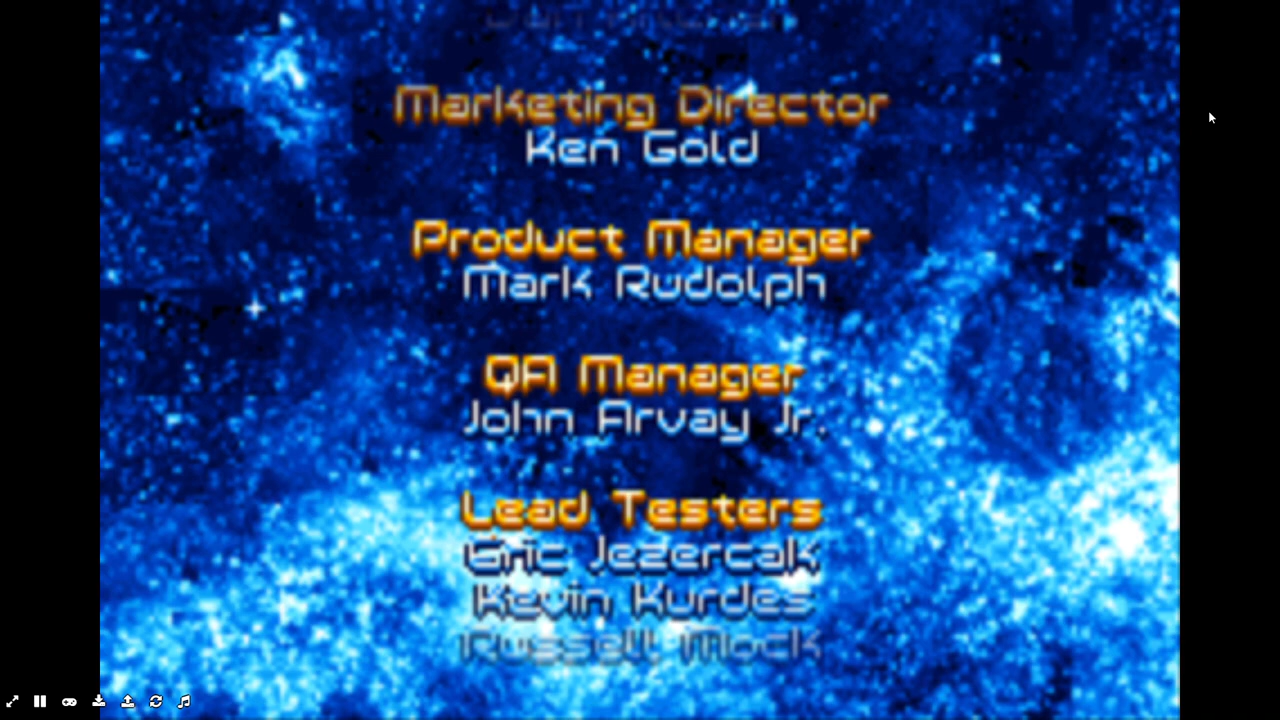 Marketing Director
Ken Gold
Product Manager
Mark Rudolph
QA Manager
John Arvay Jr.
Lead Testers
Eric Jezercak
Kevin Kurdes
Russell Mock